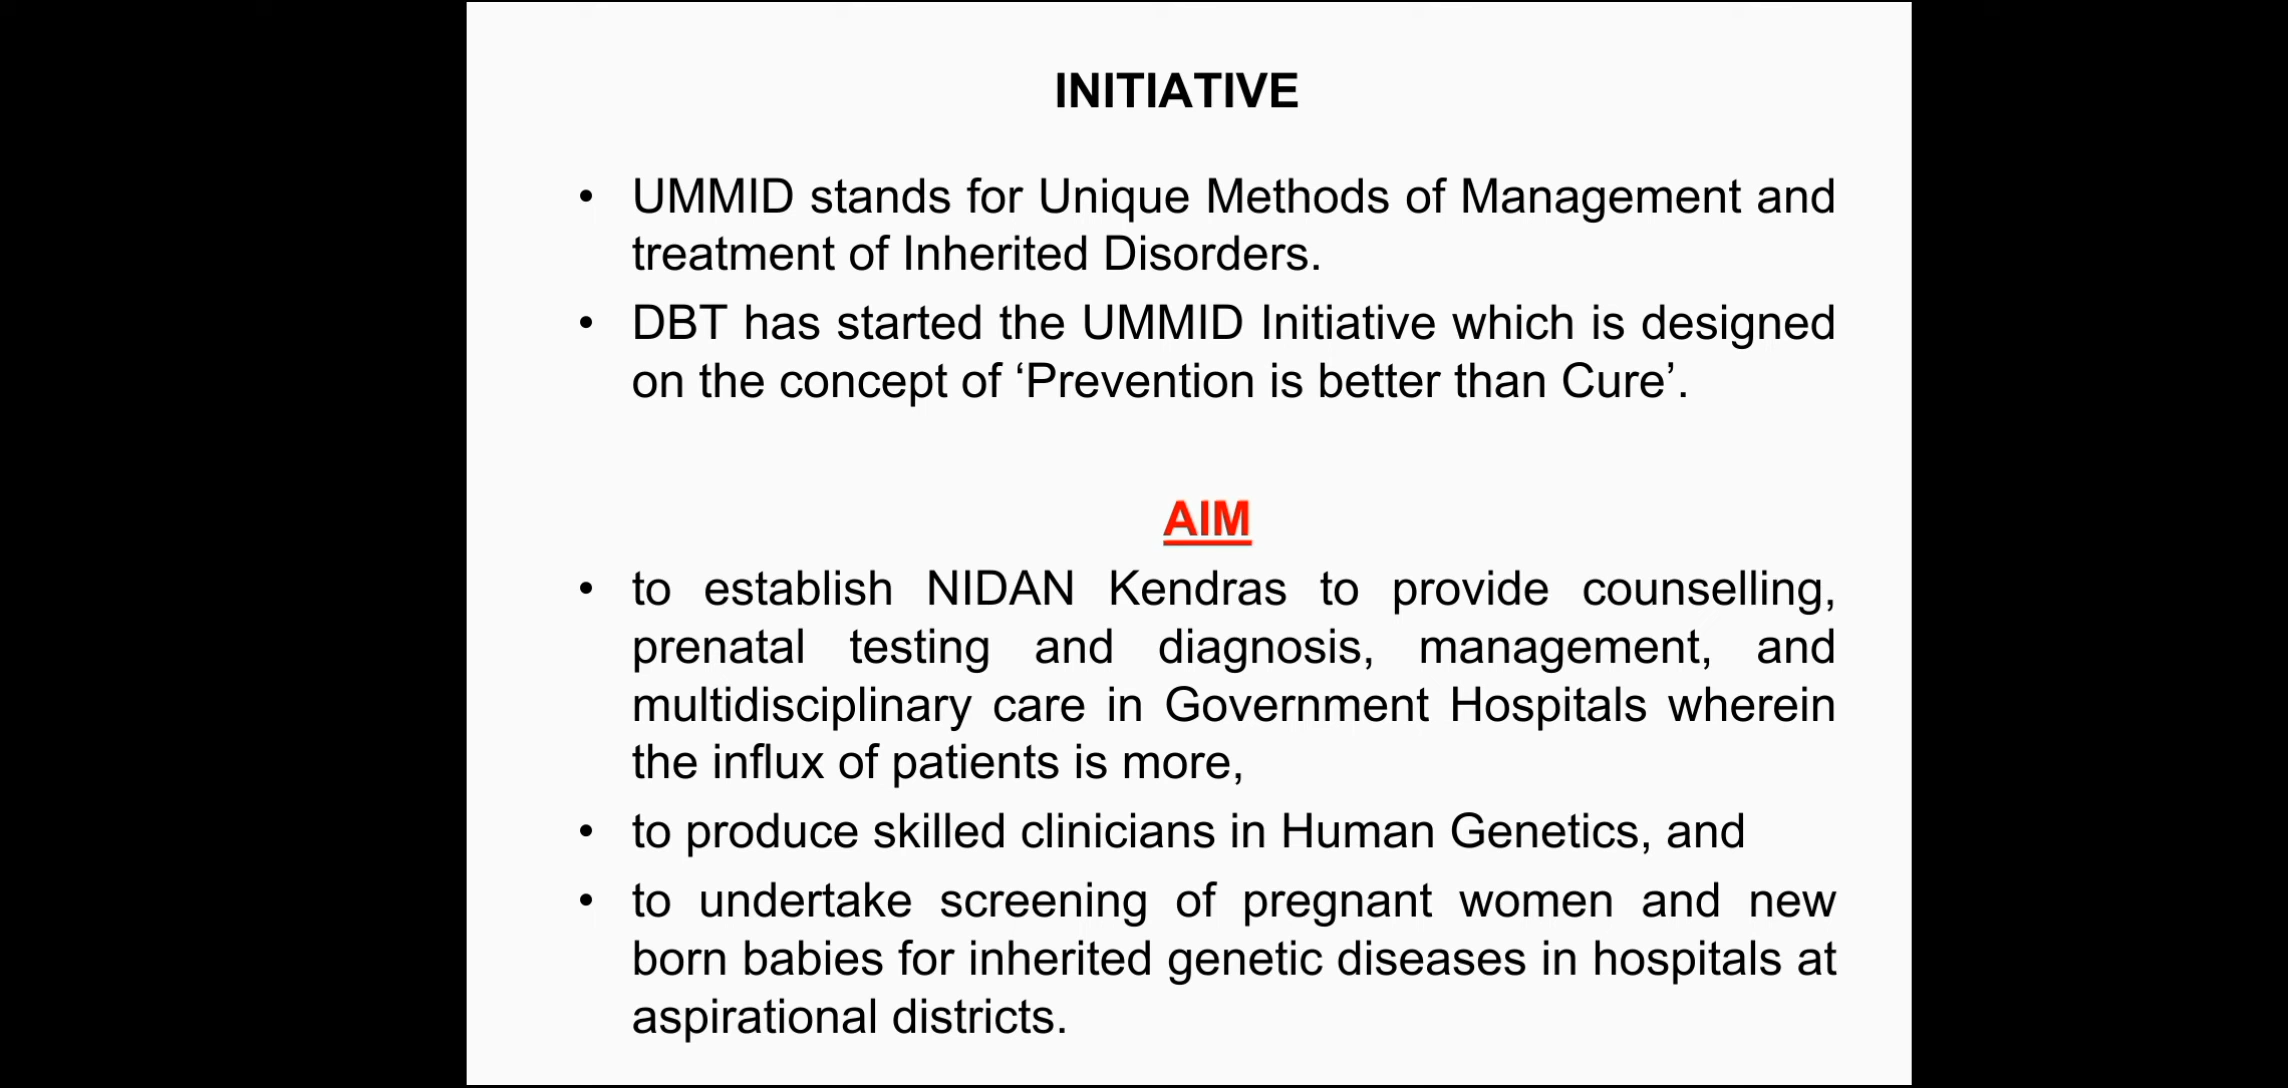 INITIATIVE
• UMMID stands for Unique Methods of Management and
treatment of Inherited Disorders.
• DBT has started the UMMID Initiative which is designed
on the concept of ‘Prevention is better than Cure’.
AIM
• to establish NIDAN Kendras to provide counselling,
prenatal testing and diagnosis, management, and
multidisciplinary care in Government Hospitals wherein
the influx of patients is more,
• to produce skilled clinicians in Human Genetics, and
• to undertake screening of pregnant women and new
born babies for inherited genetic diseases in hospitals at
aspirational districts.